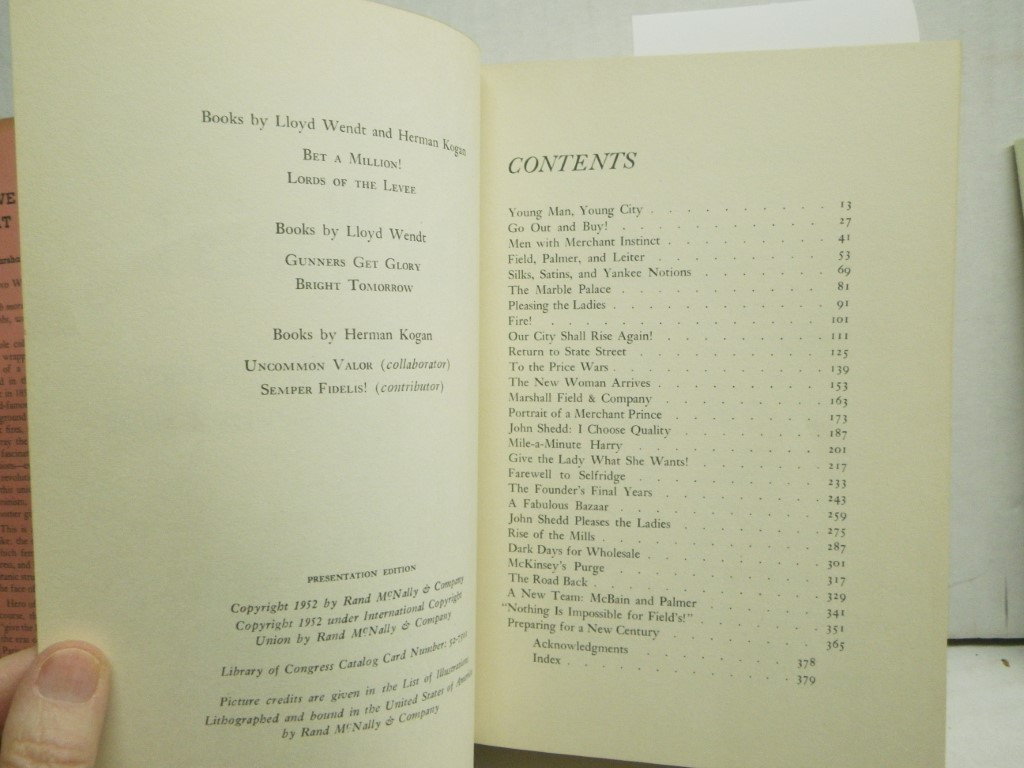 Books by Lloyd Wendt and Herman Kogan
BET A MILLION!
LORDS OF THE LEVEE
Books by Lloyd Wendt
GUNNERS GET GLORY
BRIGHT TOMORROW
Books by Herman Kogan
UNCOMMON VALOR (collaborator)
SEMPER FIDELIS! (contributor)
PRESENTATION EDITION
Copyright 1952 by Rand McNally & Company
Copyright 1952 under International Copyright
Union by Rand McNally & Company
Library of Congress Catalog Card Number:
Picture credits are given in the List of Illustrations
Lithographed and bound in the United States of America
by Rand McNally & Company
CONTENTS
Young Man, Young City 13
Go Out and Buy! 27
Men with Merchant Instinct 41
Field, Palmer, and Leiter 53
Silks, Satins, and Yankee Notions 69
The Marble Palace 81
Pleasing the Ladies 91
Fire! 101
Our City Shall Rise Again! 111
Return to State Street 125
To the Price Wars 139
The New Woman Arrives 153
Marshall Field & Company 163
Portrait of a Merchant Prince 173
John Shedd: I Choose Quality 187
Mile-a-Minute Harry 201
Give the Lady What She Wants! 217
Farewell to Selfridge 233
The Founder's Final Years 243
A Fabulous Bazaar 259
John Shedd Pleases the Ladies 275
Rise of the Mills 287
Dark Days for Wholesale 301
McKinsey's Purge 317
The Road Back 329
A New Team: McBain and Palmer 341
"Nothing Is Impossible for Field's!" 351
Preparing for a New Century 365
Acknowledgments 378
Index 379